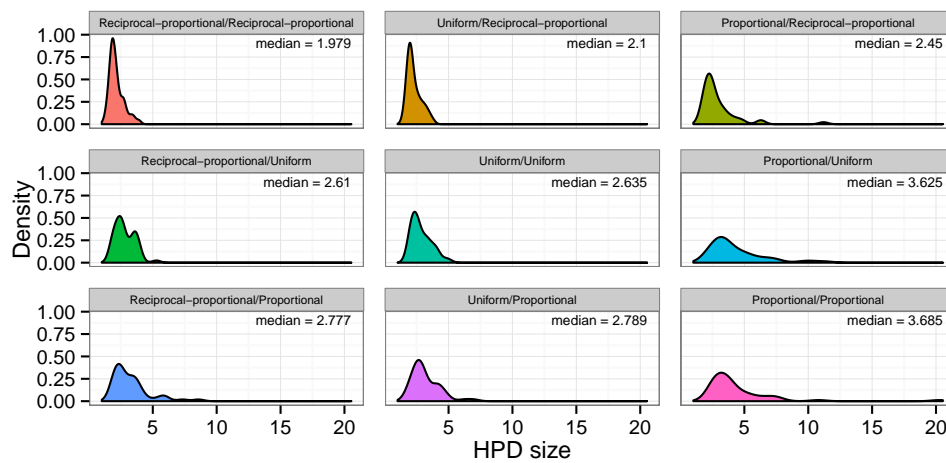 Reciprocal−proportional/Reciprocal−proportional
Uniform/Reciprocal−proportional
Proportional/Reciprocal−proportional
median = 1.979
median = 2.1
median = 2.45
1.00
0.75
0.50
0.25
0.00
Reciprocal−proportional/Uniform
Uniform/Uniform
Proportional/Uniform
median = 2.61
median = 2.635
median = 3.625
1.00
0.75
0.50
0.25
0.00
Density
Reciprocal−proportional/Proportional
Uniform/Proportional
Proportional/Proportional
median = 2.777
median = 2.789
median = 3.685
1.00
0.75
0.50
0.25
0.00
5 10 15 20
5 10 15 20
5 10 15 20
HPD size